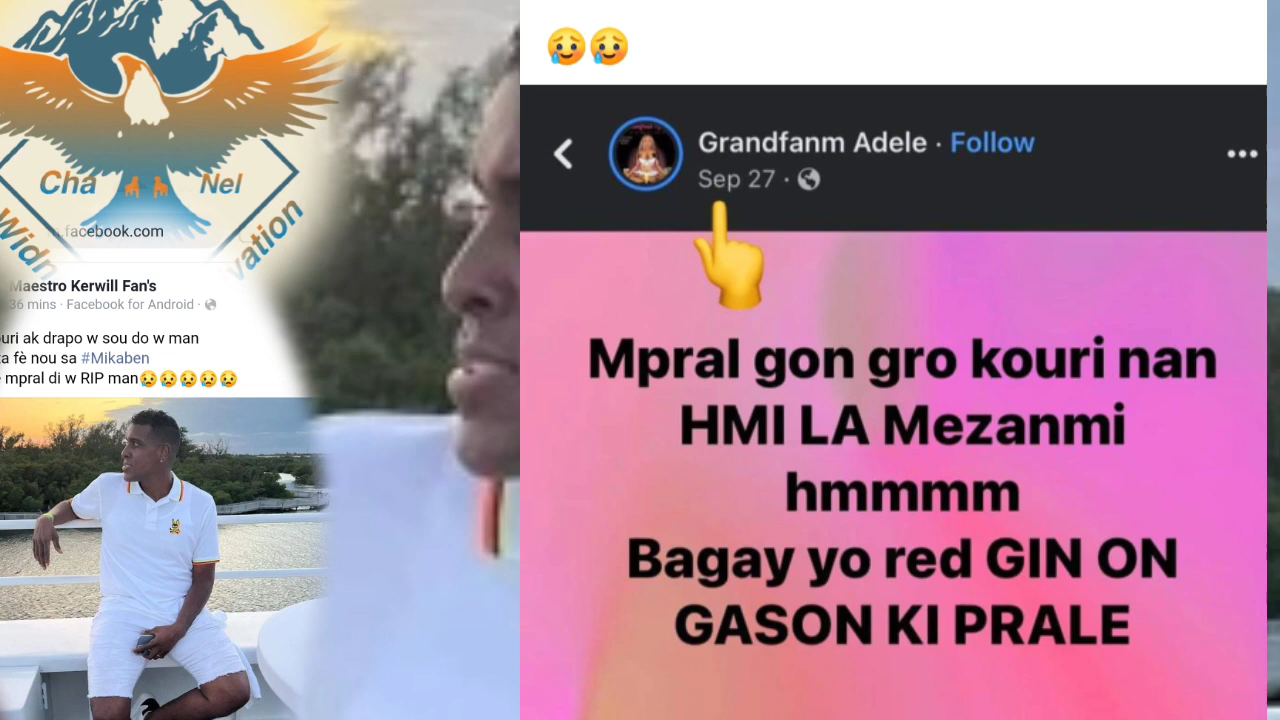 Cha Nel
Widn vation
facebook.com
Maestro Kerwill Fan's
36 mins · Facebook for Android ·
ouri ak drapo w sou do w man
ta fè nou sa #Mikaben
mpral di w RIP man😢😢😢😢😢
🥲🥲
Grandfanm Adele · Follow
Sep 27 ·
Mpral gon gro kouri nan
HMI LA Mezanmi
hmmmm
Bagay yo red GIN ON
GASON KI PRALE